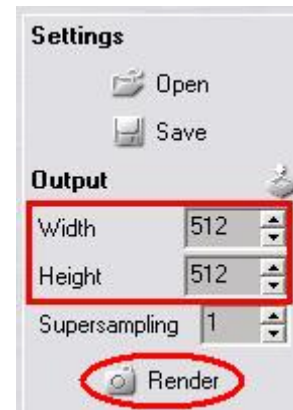 Settings
Open
Save
Output
Width 512
Height 512
Supersampling 1
Render